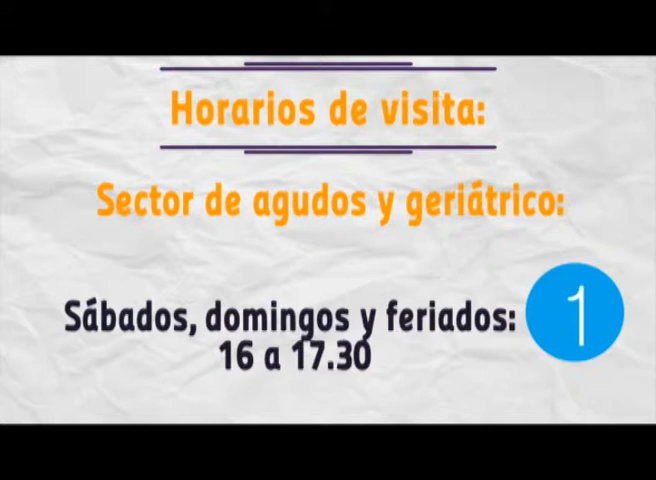 Horarios de visita:
Sector de agudos y geriátrico:
Sábados, domingos y feriados:
16 a 17.30
1